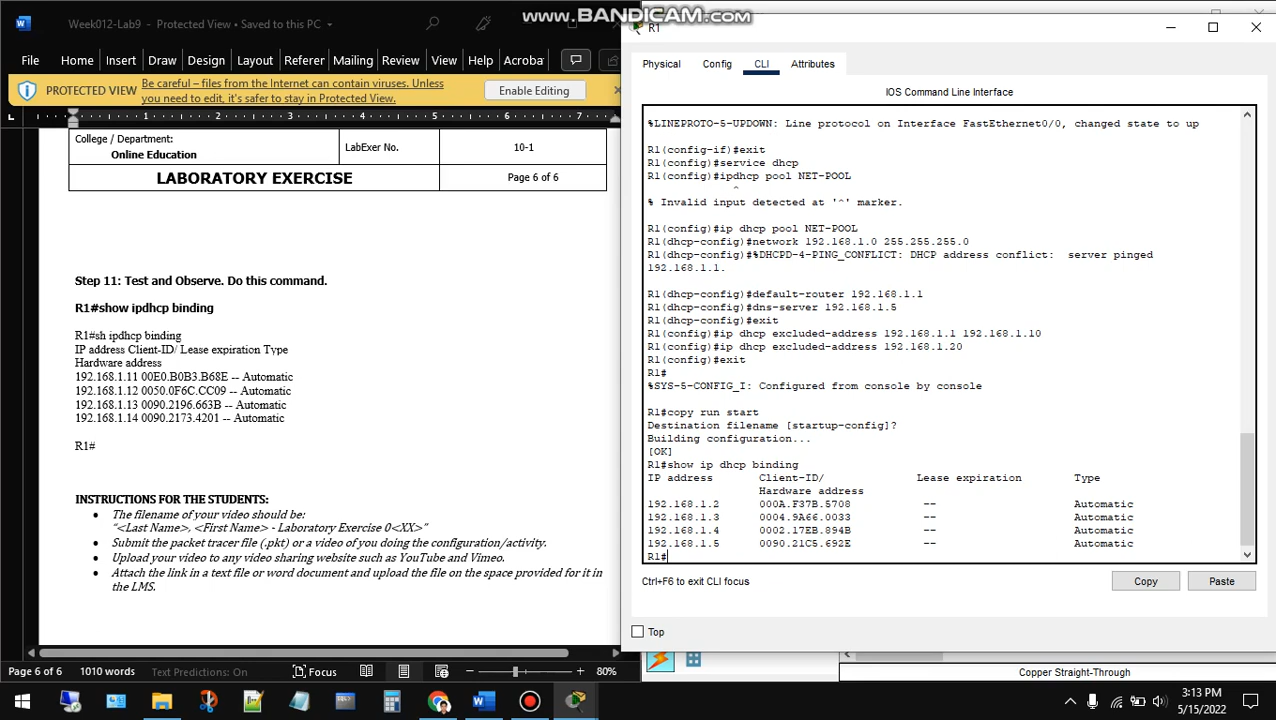 www.BANDICAM.com
Week012-Lab9 - Protected View • Saved to this PC
File Home Insert Draw Design Layout Refere Mailing Review View Help Acroba
PROTECTED VIEW Be careful – files from the Internet can contain viruses. Unless you need to edit, it's safer to stay in Protected View. Enable Editing
1 2 3 4 5 6 7
College / Department:
Online Education
LabExer No.
10-1
LABORATORY EXERCISE
Page 6 of 6
Step 11: Test and Observe. Do this command.
R1#show ipdhcp binding
R1#sh ipdhcp binding
IP address Client-ID/ Lease expiration Type
Hardware address
192.168.1.11 00E0.B0B3.B68E -- Automatic
192.168.1.12 0050.0F6C.CC09 -- Automatic
192.168.1.13 0090.2196.663B -- Automatic
192.168.1.14 0090.2173.4201 -- Automatic
R1#
INSTRUCTIONS FOR THE STUDENTS:
• The filename of your video should be:
"<Last Name>, <First Name> - Laboratory Exercise 0<XX>"
• Submit the packet tracer file (.pkt) or a video of you doing the configuration/activity.
• Upload your video to any video sharing website such as YouTube and Vimeo.
• Attach the link in a text file or word document and upload the file on the space provided for it in
the LMS.
Page 6 of 6 1010 words Text Predictions: On Focus 80%
R1
Physical Config CLI Attributes
IOS Command Line Interface
%LINEPROTO-5-UPDOWN: Line protocol on Interface FastEthernet0/0, changed state to up
R1(config-if)#exit
R1(config)#service dhcp
R1(config)#ipdhcp pool NET-POOL
^
% Invalid input detected at '^' marker.
R1(config)#ip dhcp pool NET-POOL
R1(dhcp-config)#network 192.168.1.0 255.255.255.0
R1(dhcp-config)#%DHCPD-4-PING_CONFLICT: DHCP address conflict:  server pinged
192.168.1.1.
R1(dhcp-config)#default-router 192.168.1.1
R1(dhcp-config)#dns-server 192.168.1.5
R1(dhcp-config)#exit
R1(config)#ip dhcp excluded-address 192.168.1.1 192.168.1.10
R1(config)#ip dhcp excluded-address 192.168.1.20
R1(config)#exit
R1#
%SYS-5-CONFIG_I: Configured from console by console
R1#copy run start
Destination filename [startup-config]?
Building configuration...
[OK]
R1#show ip dhcp binding
IP address Client-ID/ Lease expiration Type
Hardware address
192.168.1.2 000A.F37B.5708 -- Automatic
192.168.1.3 0004.9A66.0033 -- Automatic
192.168.1.4 0002.17EB.894B -- Automatic
192.168.1.5 0090.21C5.692E -- Automatic
R1#
Ctrl+F6 to exit CLI focus
Copy
Paste
Top
Copper Straight-Through
3:13 PM
5/15/2022